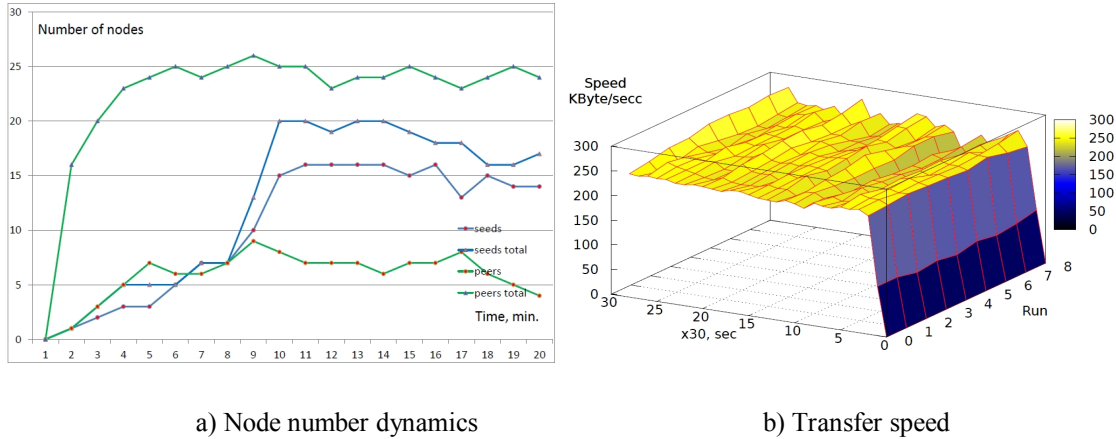 30
Number of nodes
25
20
15
10
5
0
seeds
seeds total
peers
peers total
Time, min.
1 2 3 4 5 6 7 8 9 10 11 12 13 14 15 16 17 18 19 20
a) Node number dynamics
Speed
KByte/secc
300
250
200
150
100
50
0
30 25 20 15 10 5 0
x30, sec
0 1 2 3 4 5 6 7 8
Run
300
250
200
150
100
50
0
b) Transfer speed